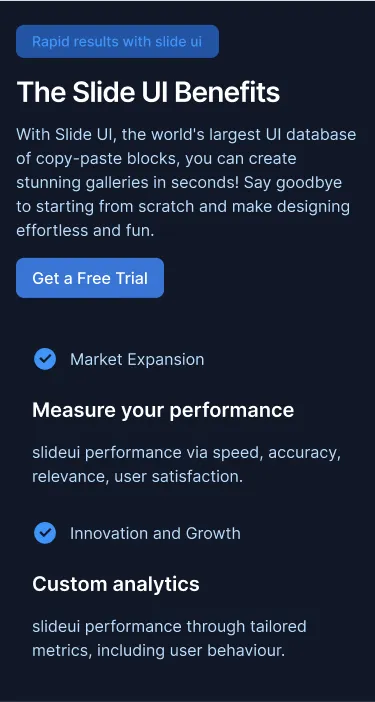 Rapid results with slide ui
The Slide UI Benefits
With Slide UI, the world's largest UI database
of copy-paste blocks, you can create
stunning galleries in seconds! Say goodbye
to starting from scratch and make designing
effortless and fun.
Get a Free Trial
Market Expansion
Measure your performance
slideui performance via speed, accuracy,
relevance, user satisfaction.
Innovation and Growth
Custom analytics
slideui performance through tailored
metrics, including user behaviour.